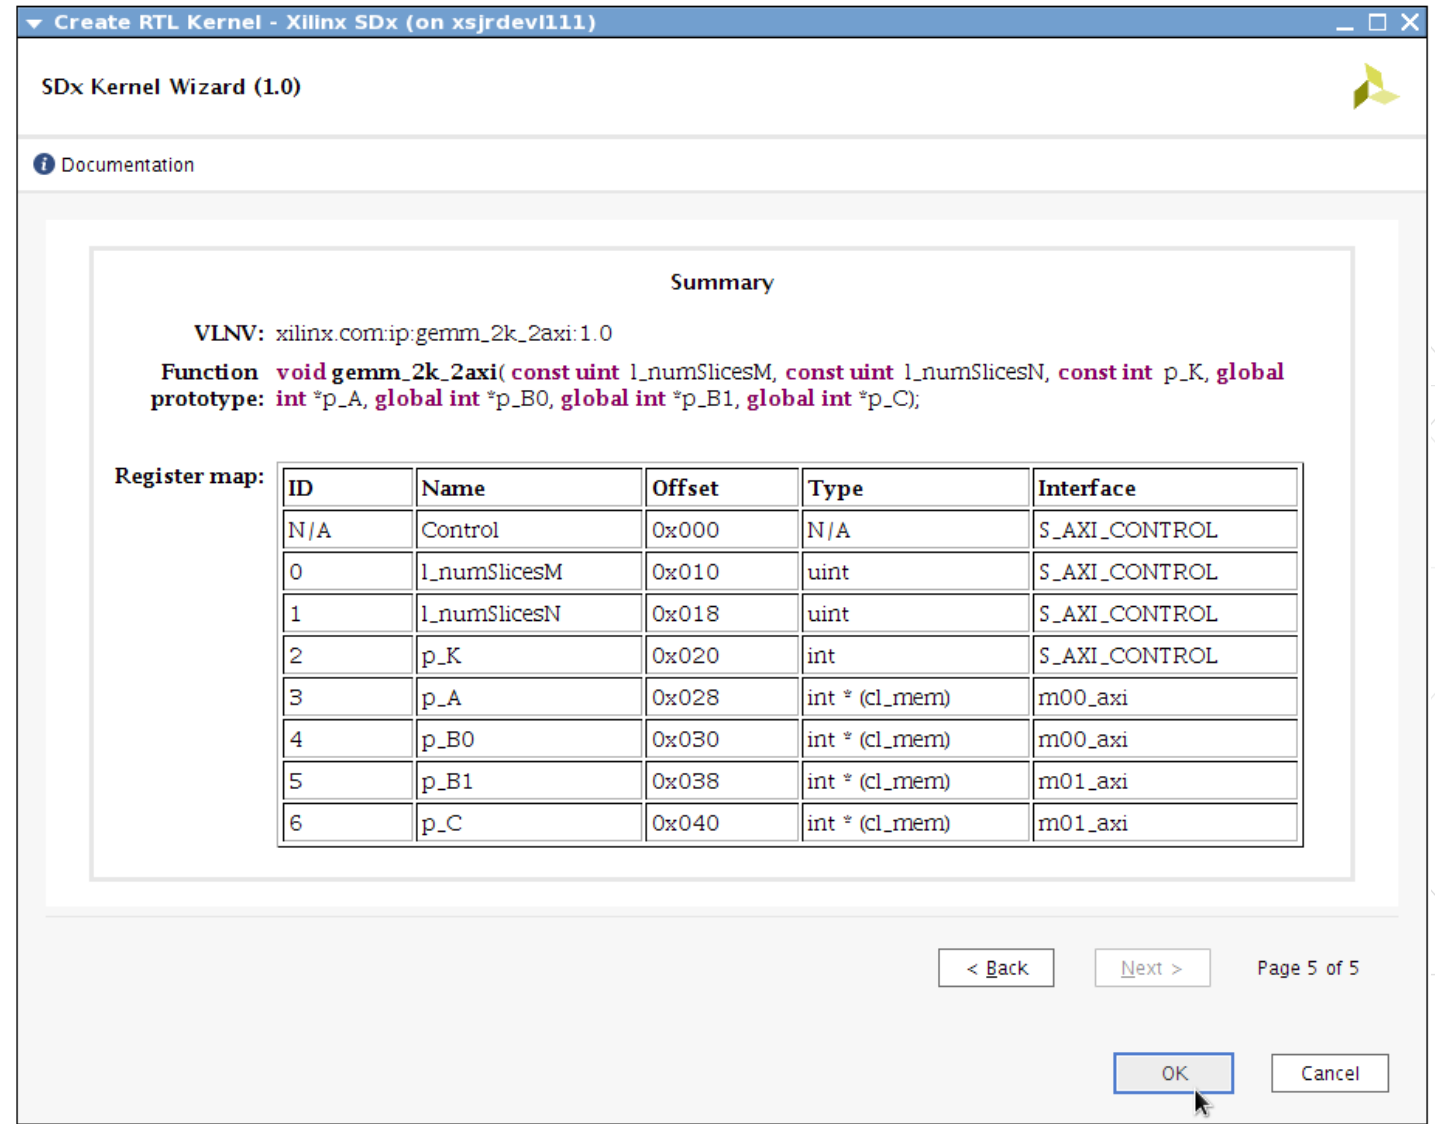 Create RTL Kernel - Xilinx SDx (on xsjrdevl111)
SDx Kernel Wizard (1.0)
Documentation
Summary
VLNV: xilinx.com:ip:gemm_2k_2axi:1.0
Function void gemm_2k_2axi( const uint l_numSlicesM, const uint l_numSlicesN, const int p_K, global
prototype: int *p_A, global int *p_B0, global int *p_B1, global int *p_C);
Register map:
ID Name Offset Type Interface
N/A Control 0x000 N/A S_AXI_CONTROL
0 l_numSlicesM 0x010 uint S_AXI_CONTROL
1 l_numSlicesN 0x018 uint S_AXI_CONTROL
2 p_K 0x020 int S_AXI_CONTROL
3 p_A 0x028 int * (cl_mem) m00_axi
4 p_B0 0x030 int * (cl_mem) m00_axi
5 p_B1 0x038 int * (cl_mem) m01_axi
6 p_C 0x040 int * (cl_mem) m01_axi
< Back Next > Page 5 of 5
OK Cancel